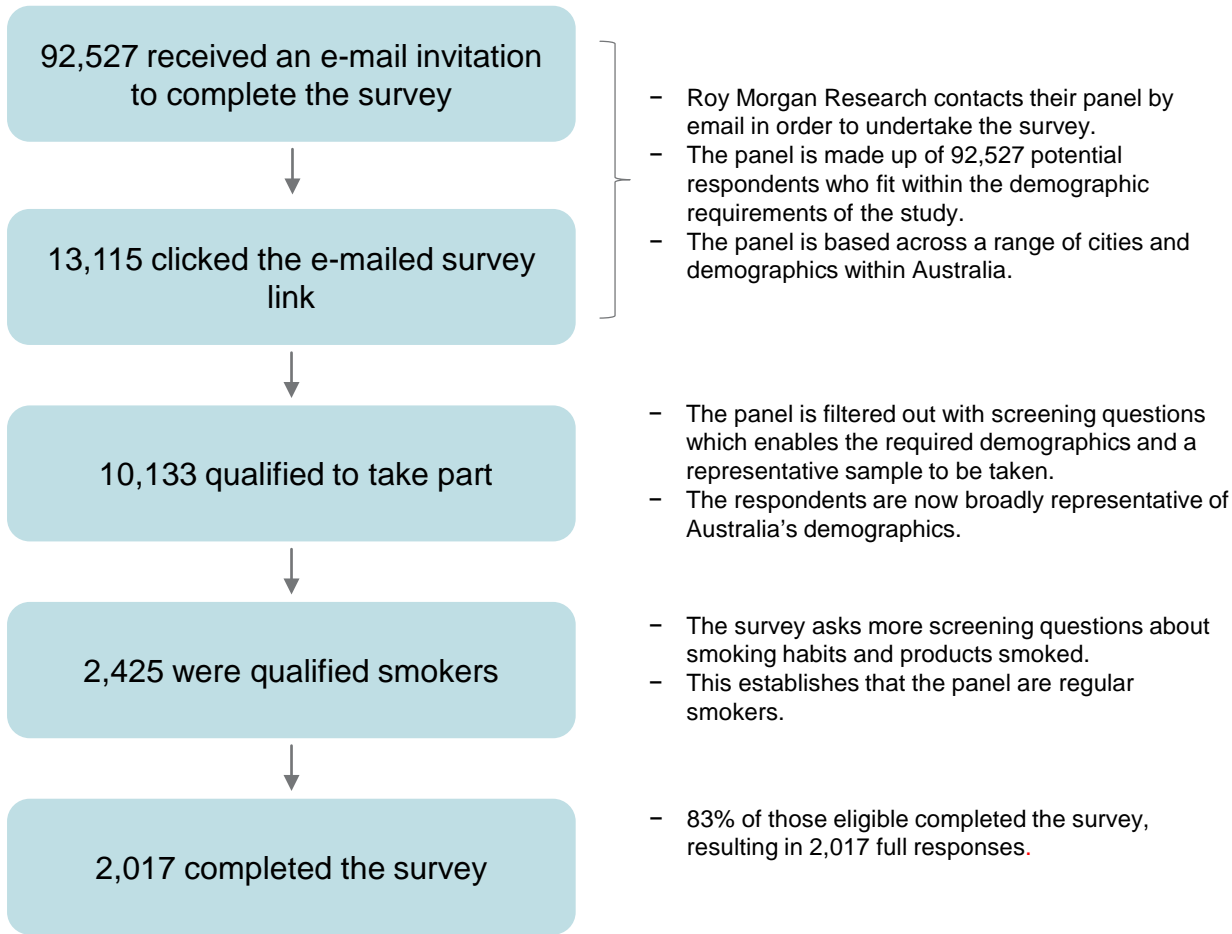 92,527 received an e-mail invitation
to complete the survey
− Roy Morgan Research contacts their panel by
email in order to undertake the survey.
− The panel is made up of 92,527 potential
respondents who fit within the demographic
requirements of the study.
− The panel is based across a range of cities and
demographics within Australia.
13,115 clicked the e-mailed survey
link
10,133 qualified to take part
− The panel is filtered out with screening questions
which enables the required demographics and a
representative sample to be taken.
− The respondents are now broadly representative of
Australia’s demographics.
2,425 were qualified smokers
− The survey asks more screening questions about
smoking habits and products smoked.
− This establishes that the panel are regular
smokers.
2,017 completed the survey
− 83% of those eligible completed the survey,
resulting in 2,017 full responses.